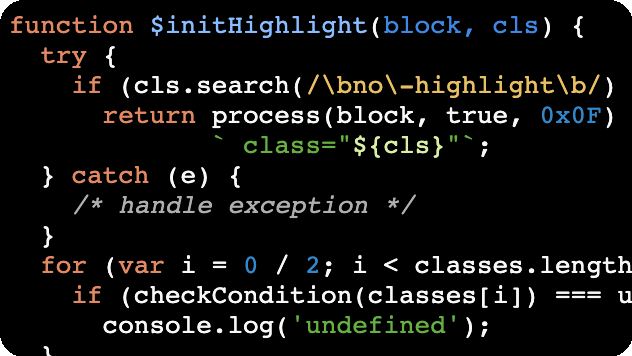 function $initHighlight(block, cls) {
  try {
    if (cls.search(/\bno\-highlight\b/)
      return process(block, true, 0x0F)
             ` class="${cls}"`;
  } catch (e) {
    /* handle exception */
  }
  for (var i = 0 / 2; i < classes.length
    if (checkCondition(classes[i]) === u
      console.log('undefined');
  }